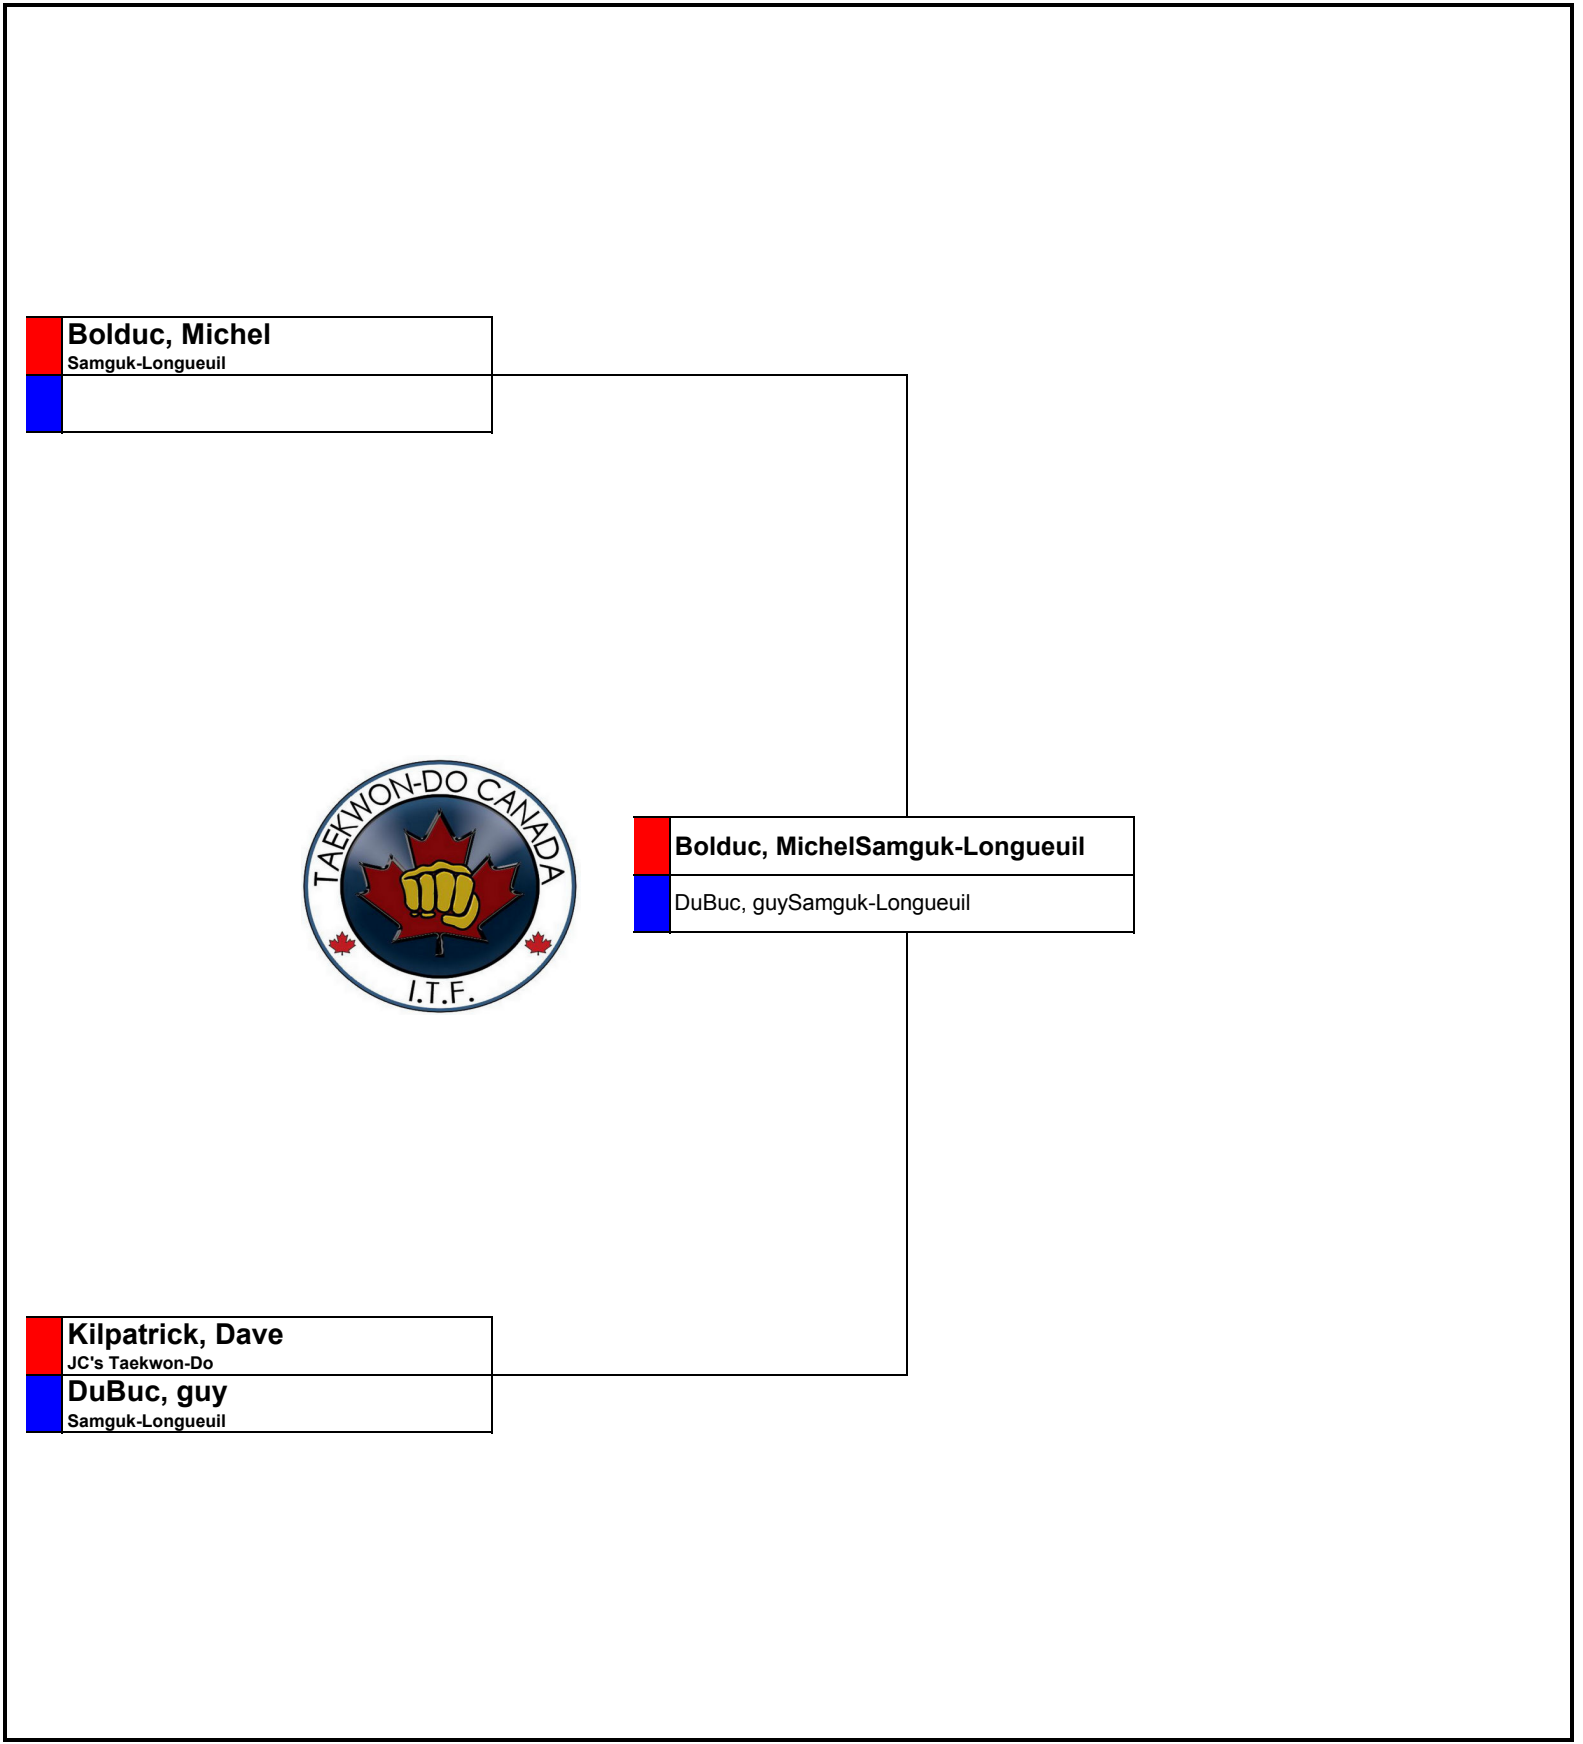 Bolduc, Michel
Samguk-Longueuil
TAEKWON-DO CANADA
I.T.F.
Bolduc, MichelSamguk-Longueuil
DuBuc, guySamguk-Longueuil
Kilpatrick, Dave
JC's Taekwon-Do
DuBuc, guy
Samguk-Longueuil